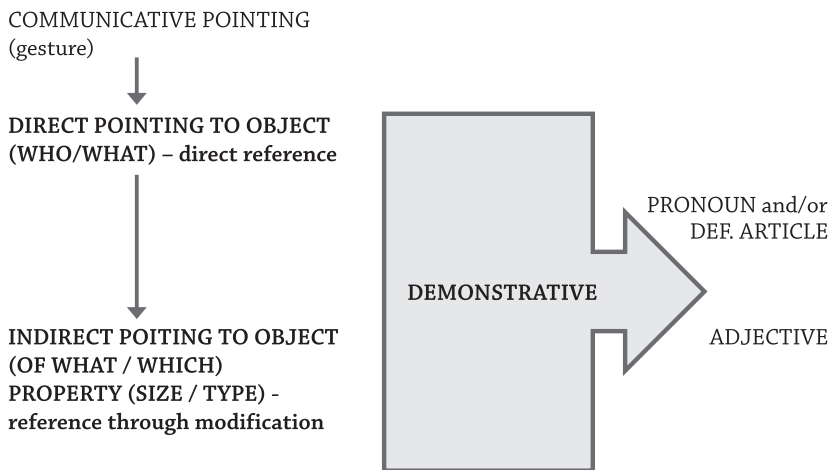 COMMUNICATIVE POINTING
(gesture)
DIRECT POINTING TO OBJECT
(WHO/WHAT) – direct reference
INDIRECT POITING TO OBJECT
(OF WHAT / WHICH)
PROPERTY (SIZE / TYPE) -
reference through modification
DEMONSTRATIVE
PRONOUN and/or
DEF. ARTICLE
ADJECTIVE